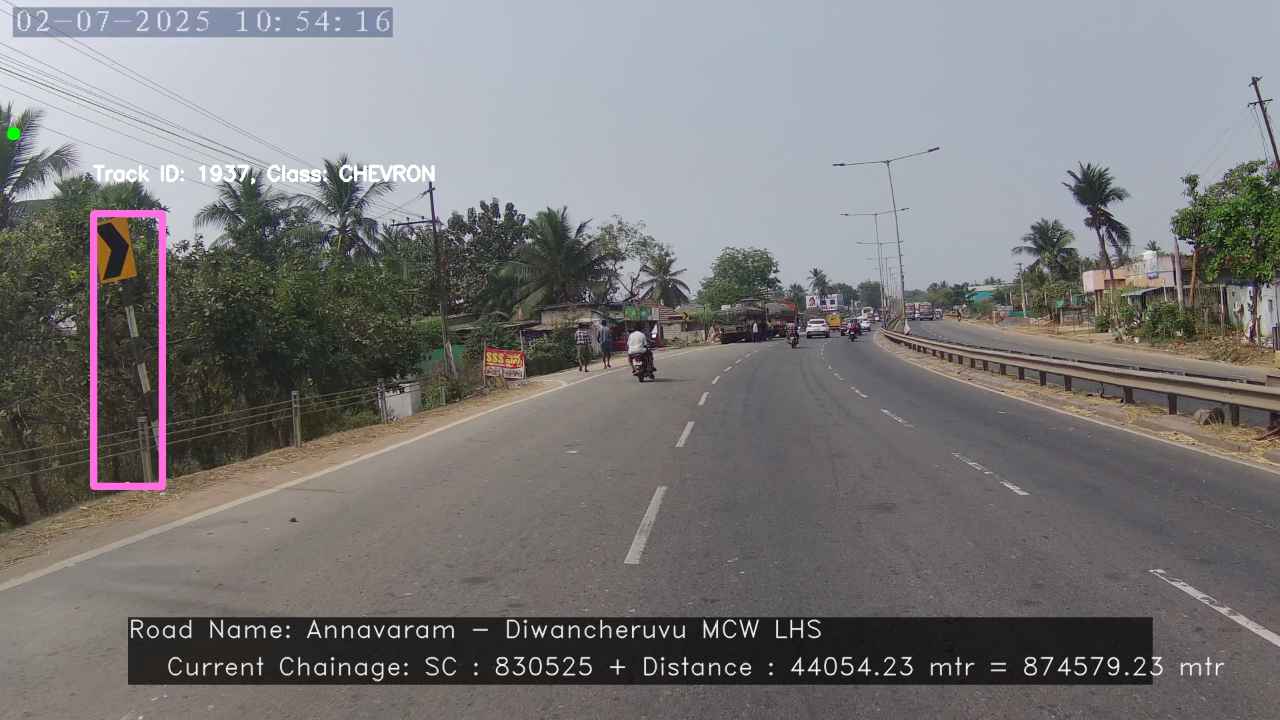 02-07-2025 10:54:16
Track ID: 1937, Class: CHEVRON
SSS
Road Name: Annavaram - Diwancheruvu MCW LHS
Current Chainage: SC : 830525 + Distance : 44054.23 mtr = 874579.23 mtr